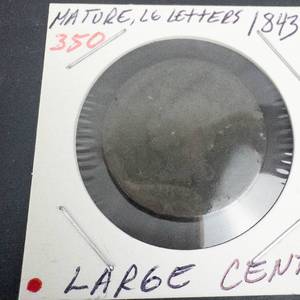 MATURE, LG LETTERS 1843
350
LARGE CENT